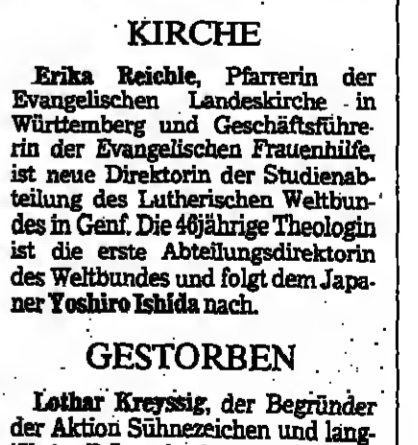 KIRCHE
Erika Reichle, Pfarrerin der
Evangelischen Landeskirche in
Württemberg und Geschäftsführe-
rin der Evangelischen Frauenhilfe,
ist neue Direktorin der Studienab-
teilung des Lutherischen Weltbun-
des in Genf. Die 46jährige Theologin
ist die erste Abteilungsdirektorin
des Weltbundes und folgt dem Japa-
ner Yoshiro Ishida nach.
GESTORBEN
Lothar Kreyssig, der Begründer
der Aktion Sühnezeichen und lang-